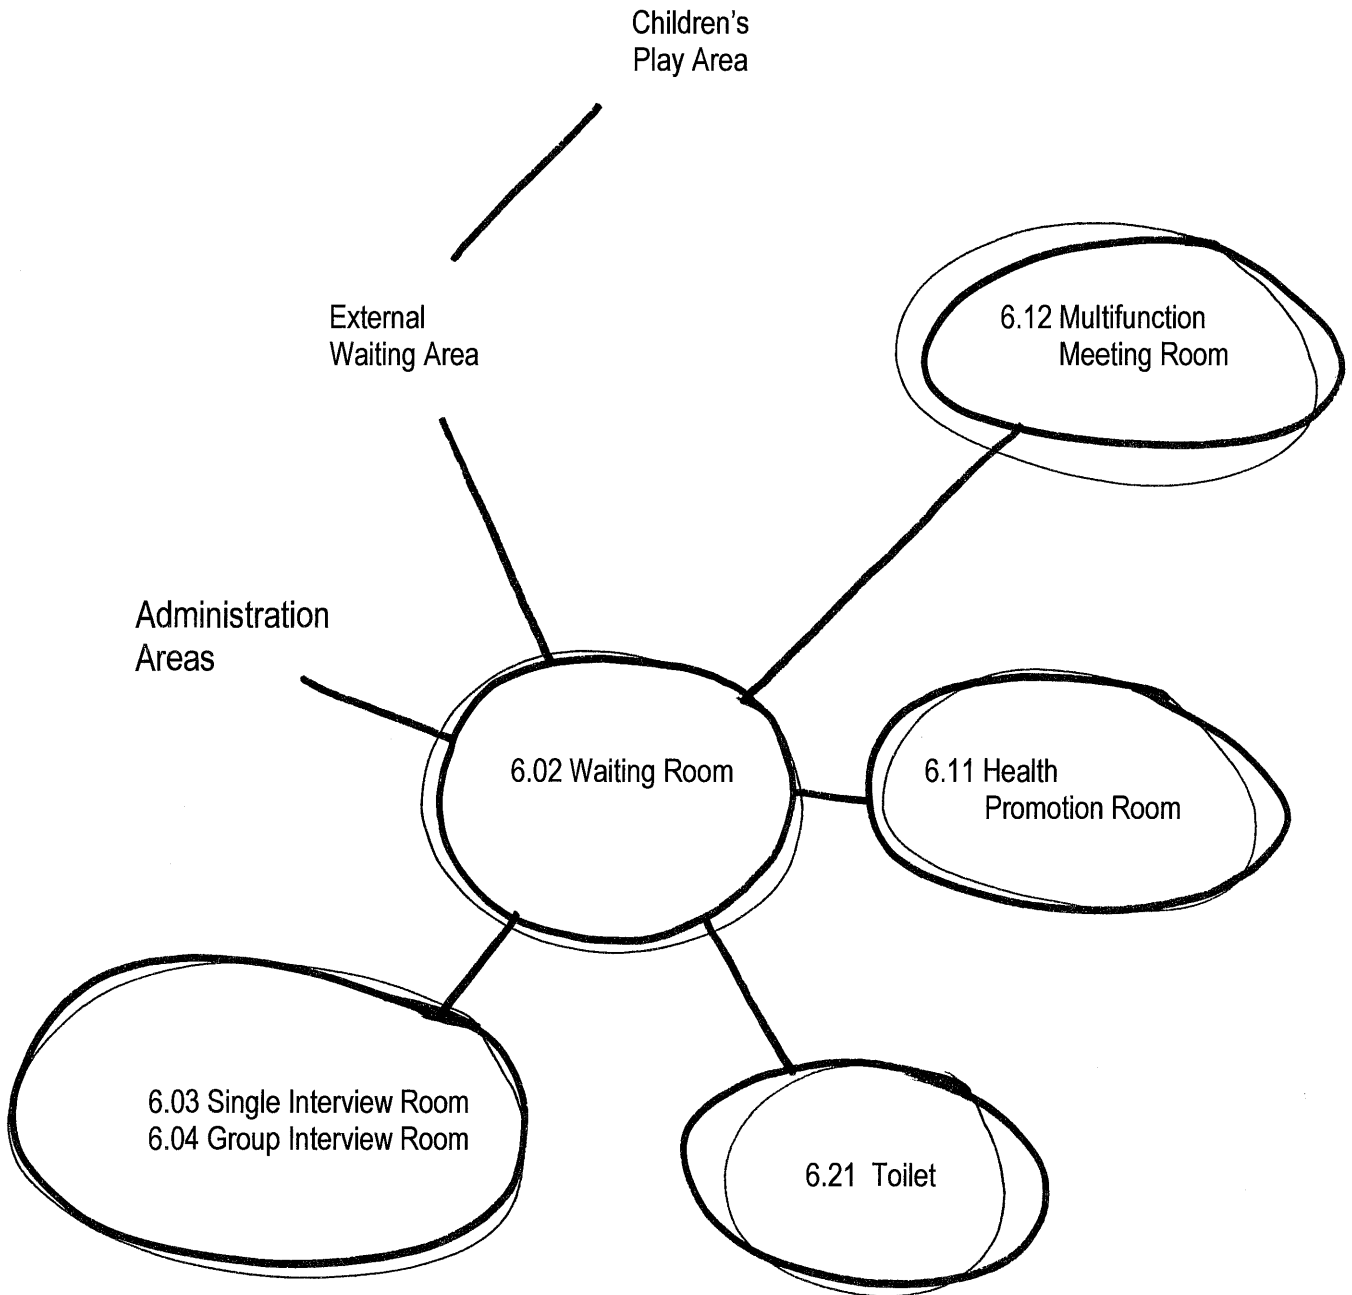 Children's
Play Area
External
Waiting Area
6.12 Multifunction
Meeting Room
Administration
Areas
6.02 Waiting Room
6.11 Health
Promotion Room
6.03 Single Interview Room
6.04 Group Interview Room
6.21 Toilet